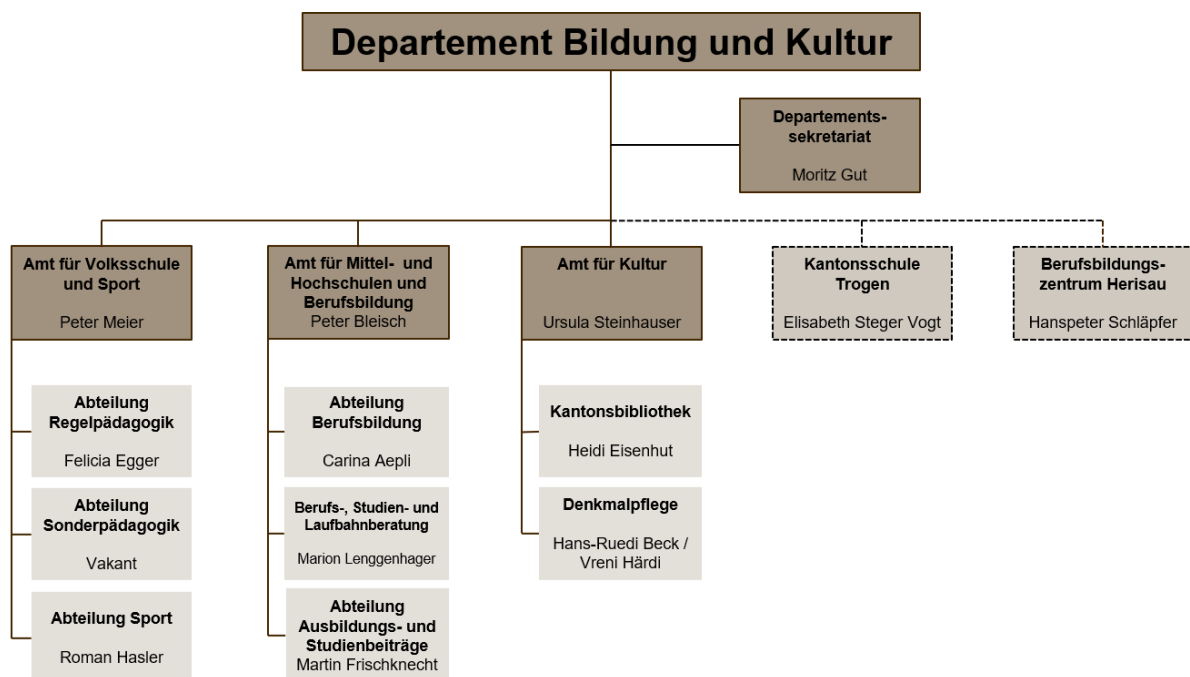 Departement Bildung und Kultur
Departements-
sekretariat
Moritz Gut
Amt für Volksschule
und Sport
Peter Meier
Amt für Mittel- und
Hochschulen und
Berufsbildung
Peter Bleisch
Amt für Kultur
Ursula Steinhauser
Kantonsschule
Trogen
Elisabeth Steger Vogt
Berufsbildungs-
zentrum Herisau
Hanspeter Schläpfer
Abteilung
Regelpädagogik
Felicia Egger
Abteilung
Sonderpädagogik
Vakant
Abteilung Sport
Roman Hasler
Abteilung
Berufsbildung
Carina Aepli
Berufs-, Studien- und
Laufbahnberatung
Marion Lenggenhager
Abteilung
Ausbildungs- und
Studienbeiträge
Martin Frischknecht
Kantonsbibliothek
Heidi Eisenhut
Denkmalpflege
Hans-Ruedi Beck /
Vreni Härdi